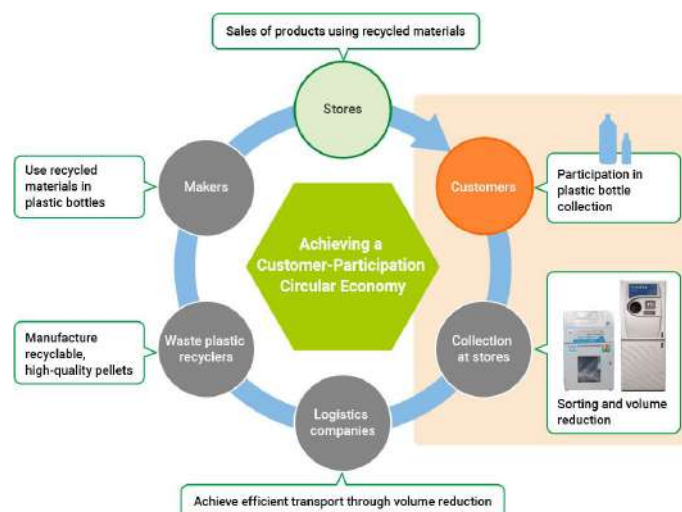 Sales of products using recycled materials
Stores
Customers
Participation in
plastic bottle
collection
Collection
at stores
Sorting and volume
reduction
Logistics
companies
Achieve efficient transport through volume reduction
Waste plastic
recyclers
Manufacture
recyclable,
high-quality pellets
Makers
Use recycled
materials in
plastic bottles
Achieving a
Customer-Participation
Circular Economy